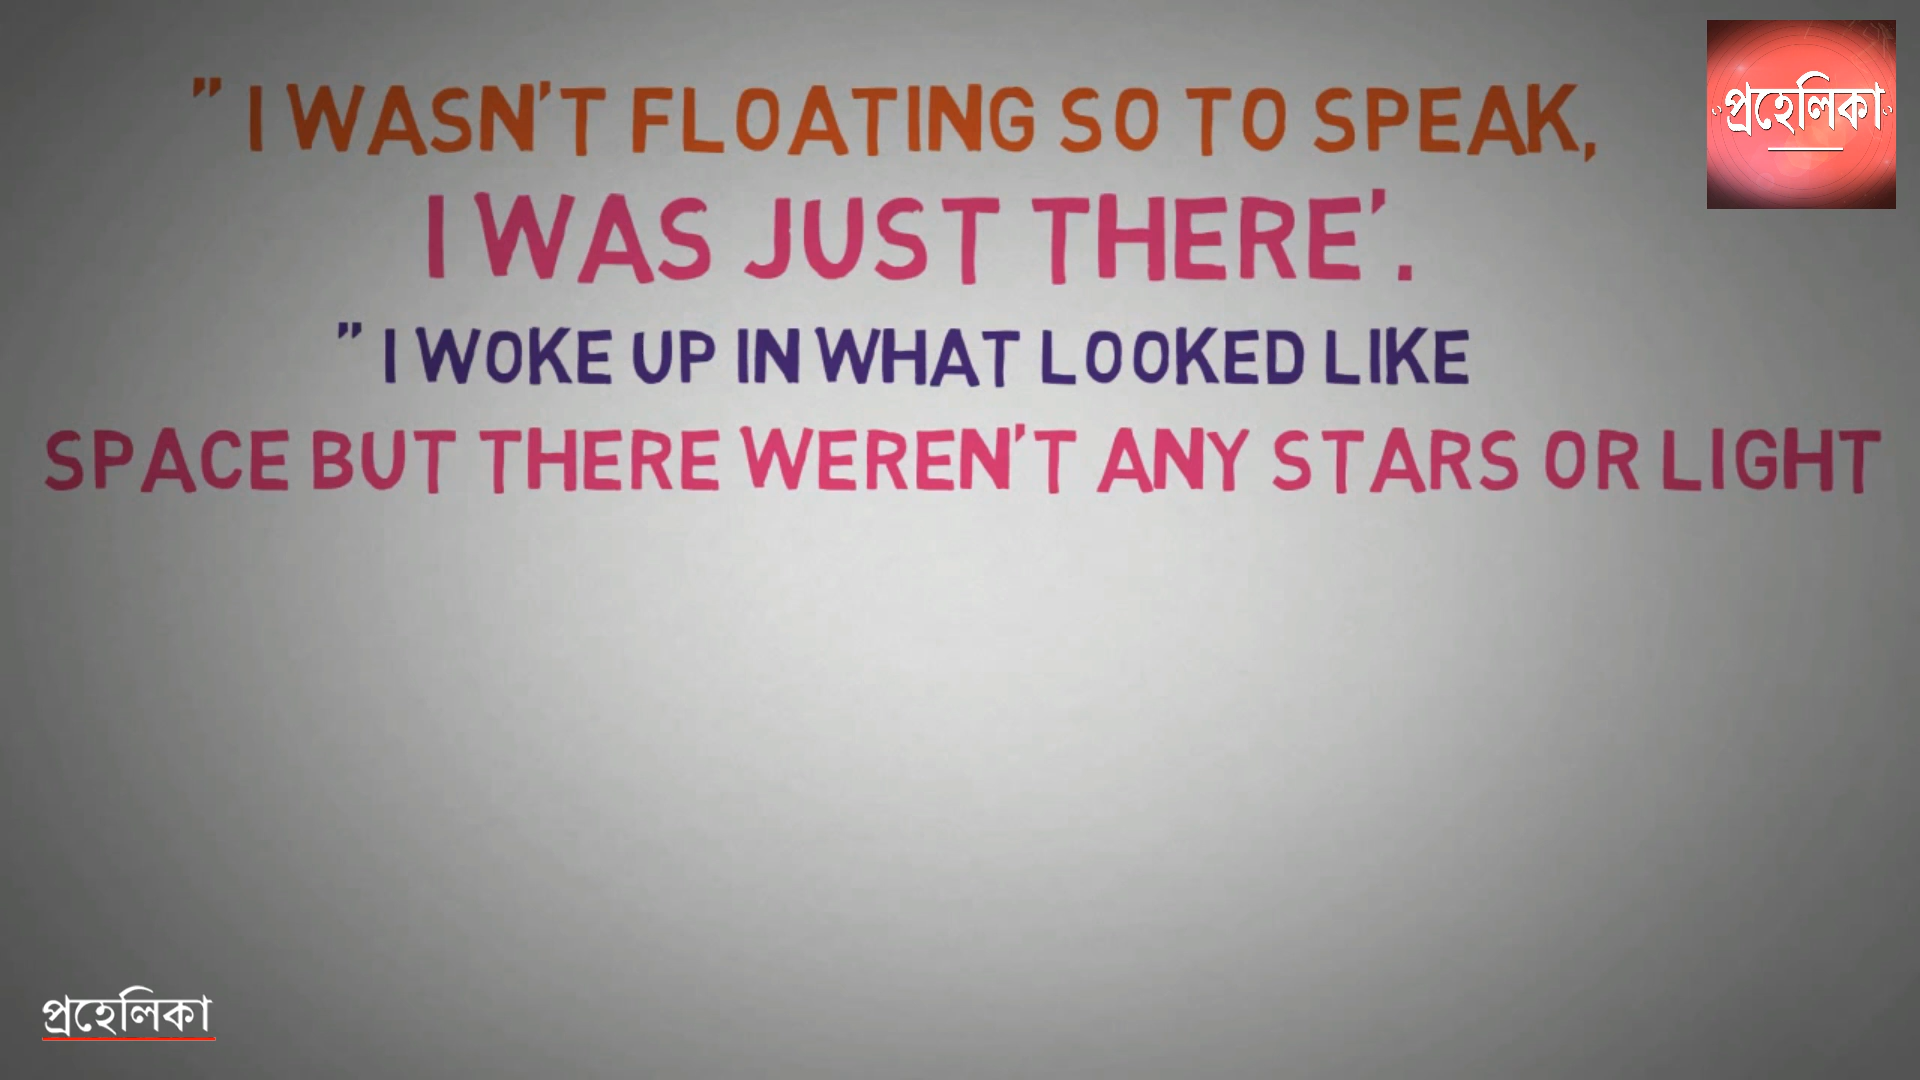 " I WASN'T FLOATING SO TO SPEAK,
I WAS JUST THERE'.
" I WOKE UP IN WHAT LOOKED LIKE
SPACE BUT THERE WEREN'T ANY STARS OR LIGHT
প্রহেলিকা
প্রহেলিকা